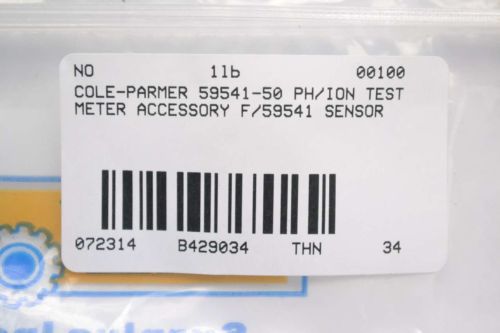 NO 1lb 00100
COLE-PARMER 59541-50 PH/ION TEST
METER ACCESSORY F/59541 SENSOR
072314 B429034 THN 34